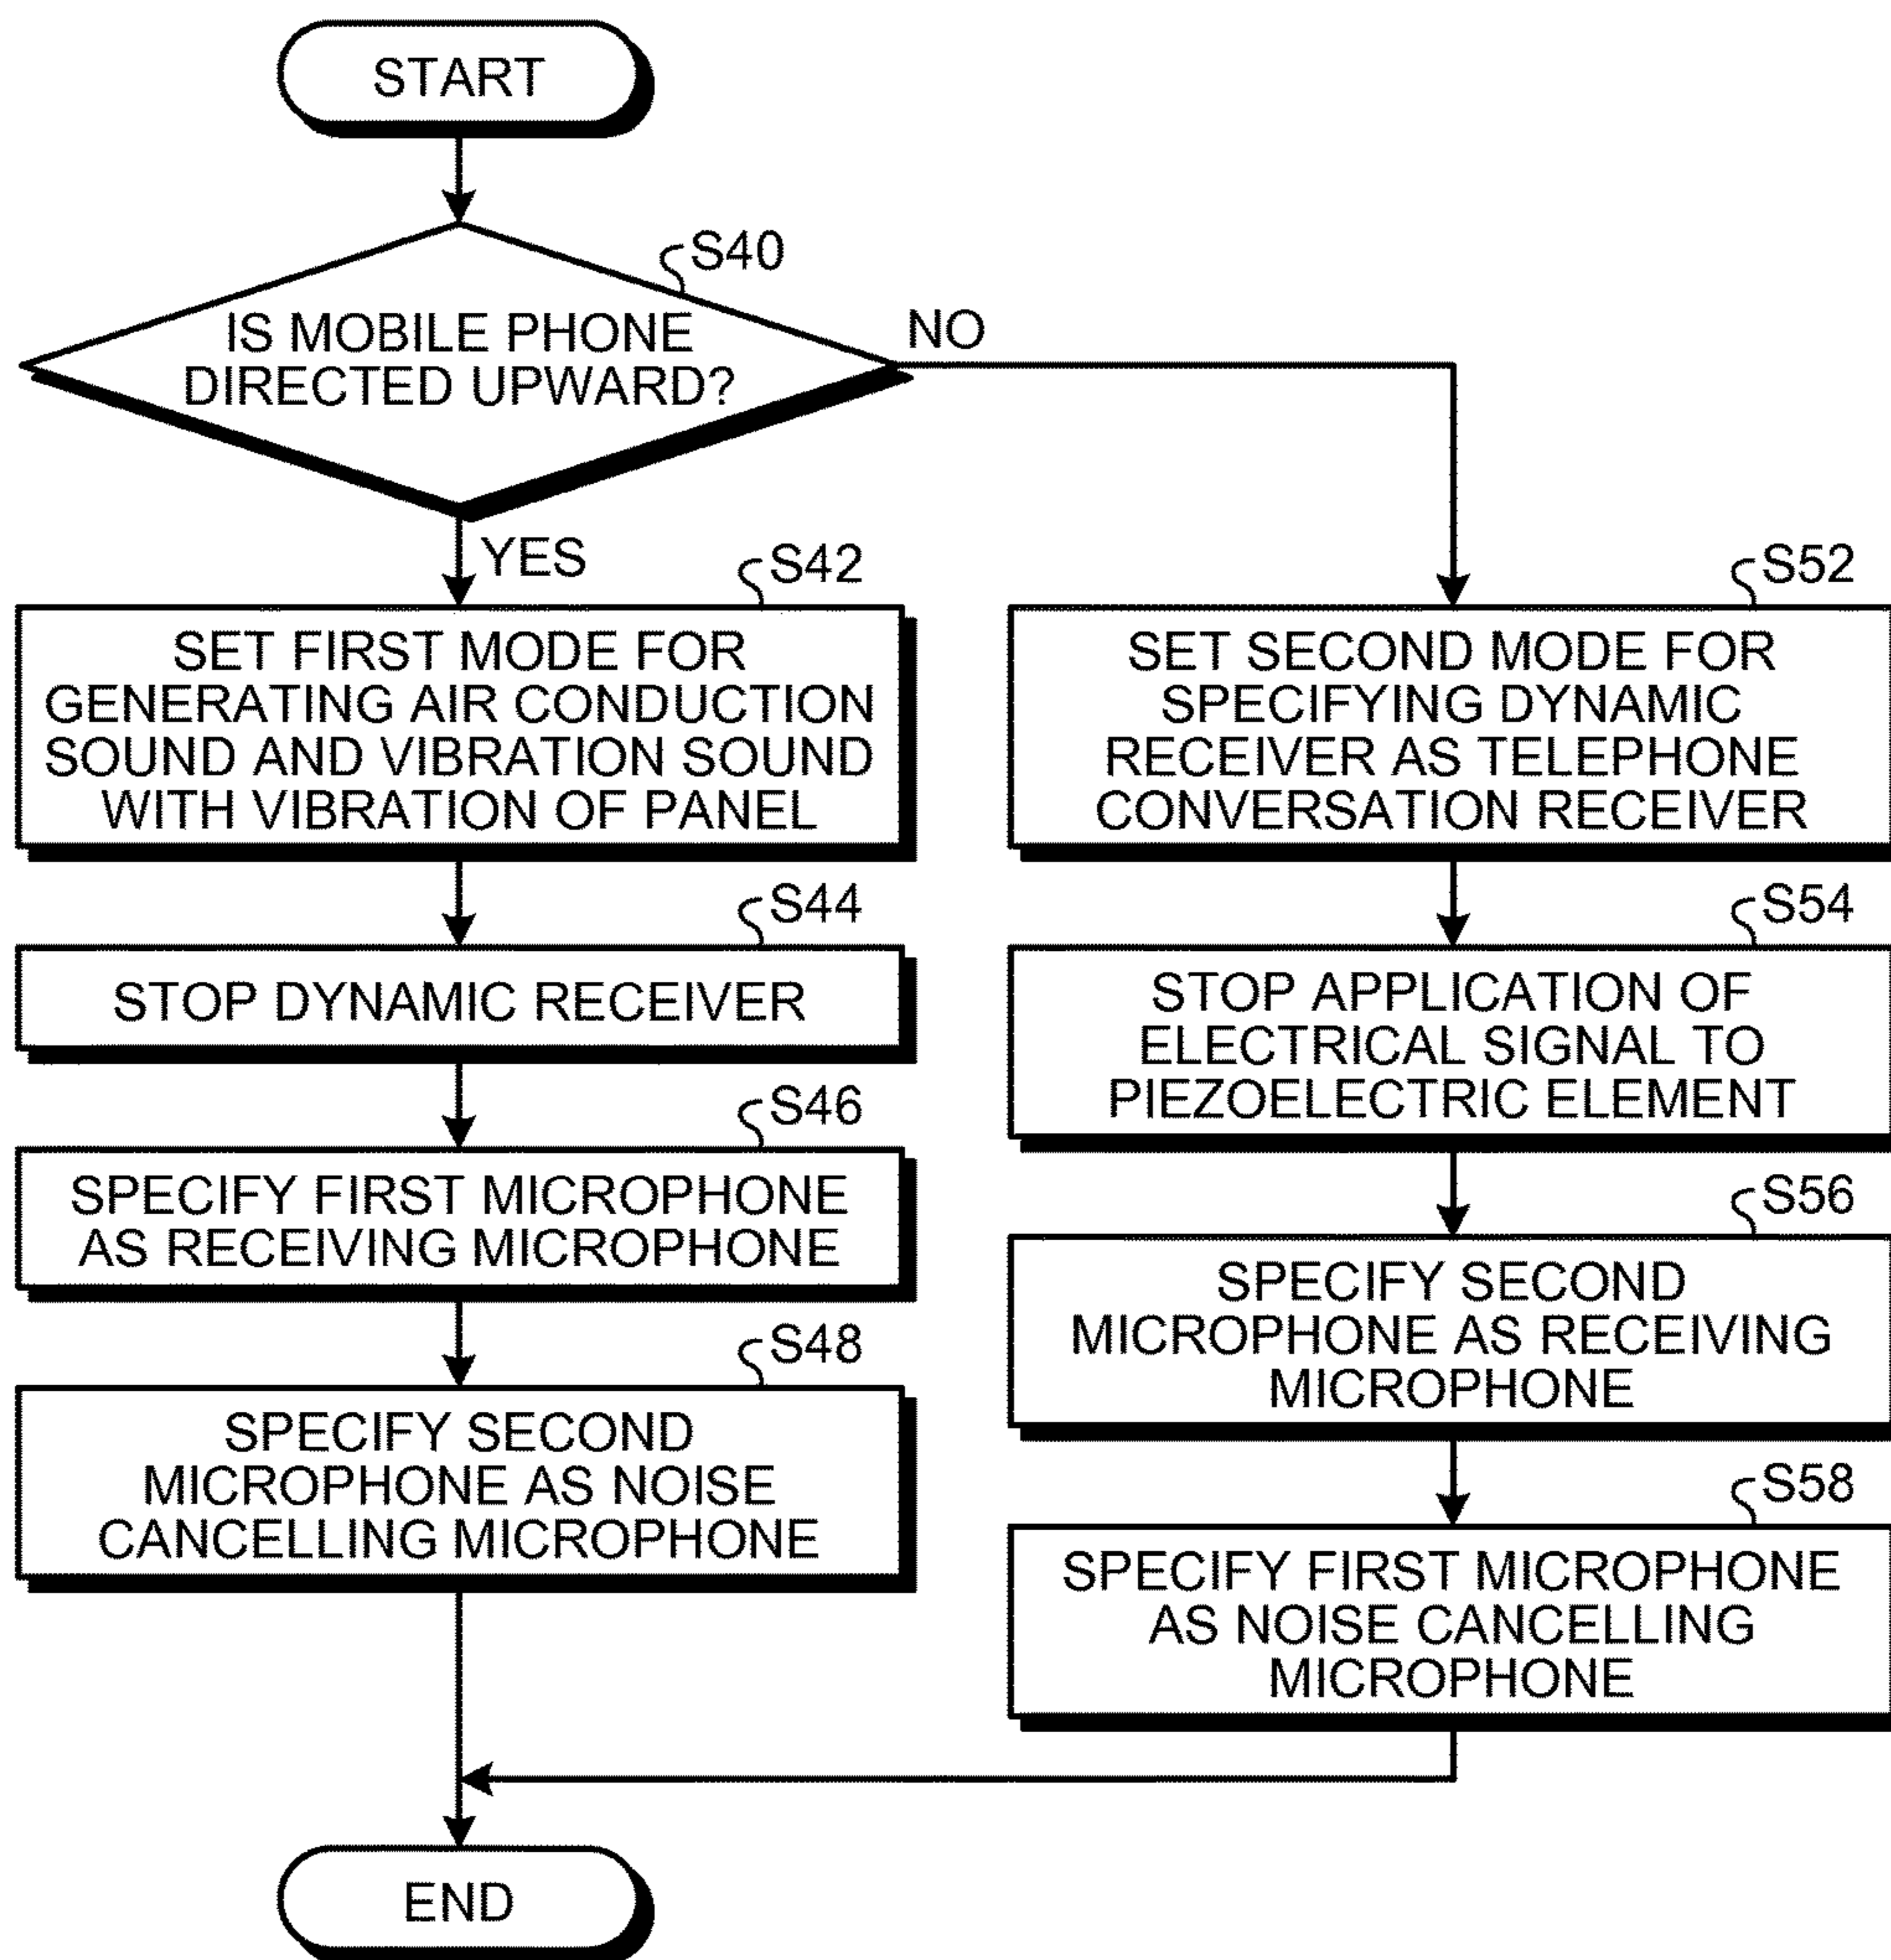 START
S40
IS MOBILE PHONE
DIRECTED UPWARD?
NO
YES
S42
SET FIRST MODE FOR
GENERATING AIR CONDUCTION
SOUND AND VIBRATION SOUND
WITH VIBRATION OF PANEL
S44
STOP DYNAMIC RECEIVER
S46
SPECIFY FIRST MICROPHONE
AS RECEIVING MICROPHONE
S48
SPECIFY SECOND
MICROPHONE AS NOISE
CANCELLING MICROPHONE
S52
SET SECOND MODE FOR
SPECIFYING DYNAMIC
RECEIVER AS TELEPHONE
CONVERSATION RECEIVER
S54
STOP APPLICATION OF
ELECTRICAL SIGNAL TO
PIEZOELECTRIC ELEMENT
S56
SPECIFY SECOND
MICROPHONE AS RECEIVING
MICROPHONE
S58
SPECIFY FIRST MICROPHONE
AS NOISE CANCELLING
MICROPHONE
END